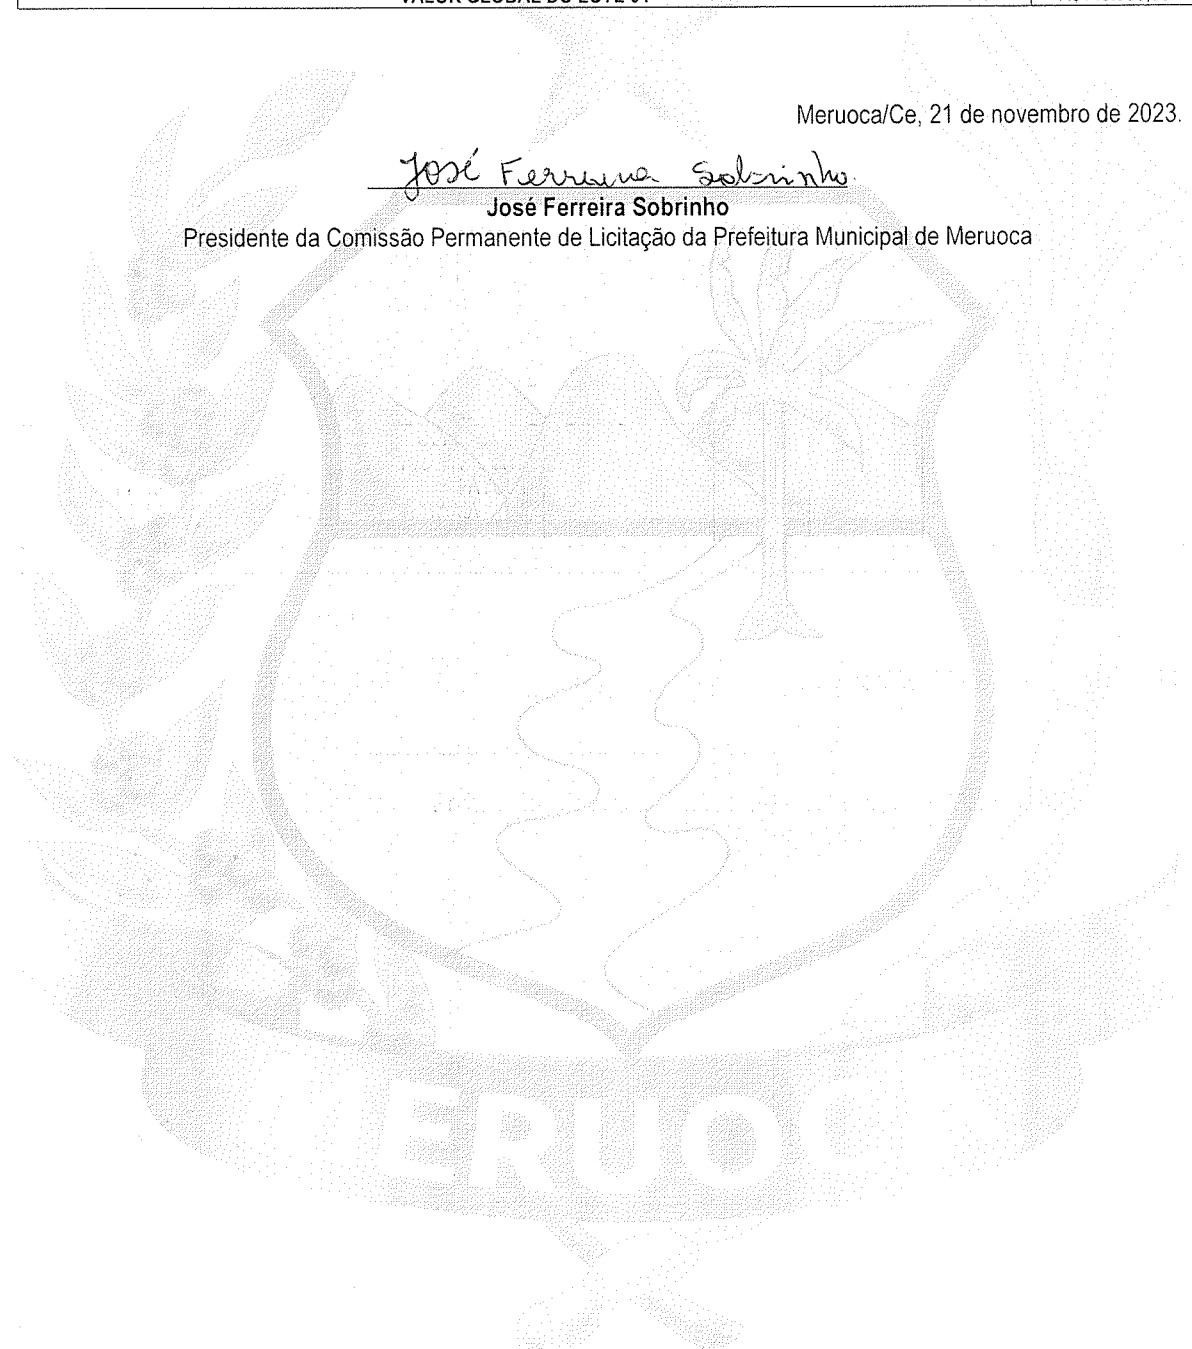 VALOR GLOBAL DO LOTE 01
Meruoca/Ce, 21 de novembro de 2023.
José Ferreira Sobrinho
José Ferreira Sobrinho
Presidente da Comissão Permanente de Licitação da Prefeitura Municipal de Meruoca
MERUOCA